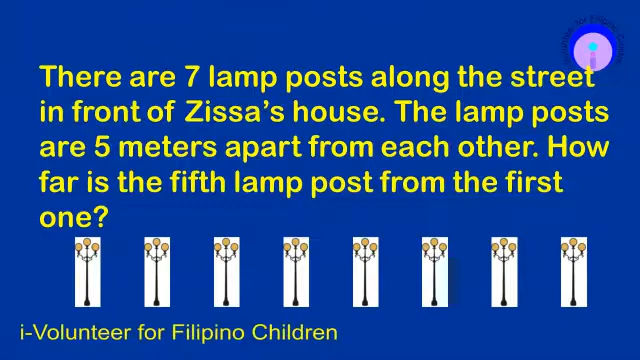 There are 7 lamp posts along the street
in front of Zissa's house. The lamp posts
are 5 meters apart from each other. How
far is the fifth lamp post from the first
one?
i-Volunteer for Filipino Children